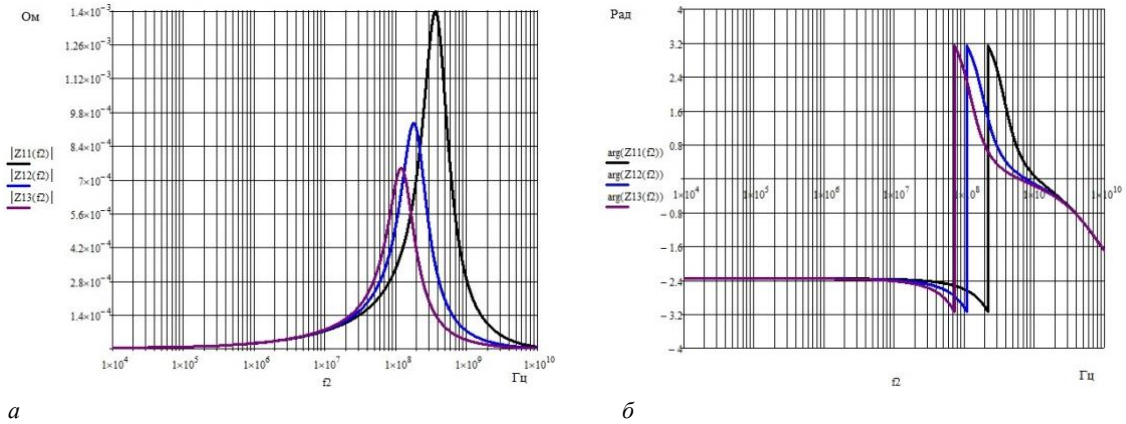 Ом
1.4×10⁻³
1.26×10⁻³
1.12×10⁻³
9.8×10⁻⁴
8.4×10⁻⁴
7×10⁻⁴
5.6×10⁻⁴
4.2×10⁻⁴
2.8×10⁻⁴
1.4×10⁻⁴
|Z11(f2)|
|Z12(f2)|
|Z13(f2)|
1×10⁴ 1×10⁵ 1×10⁶ 1×10⁷ 1×10⁸ 1×10⁹ 1×10¹⁰
f2 Гц
а
Рад
4
3.2
2.4
1.6
0.8
−0.8
−1.6
−2.4
−3.2
−4
arg(Z11(f2))
arg(Z12(f2))
arg(Z13(f2))
1×10⁴ 1×10⁵ 1×10⁶ 1×10⁷ 1×10⁸ 1×10⁹ 1×10¹⁰
f2 Гц
б